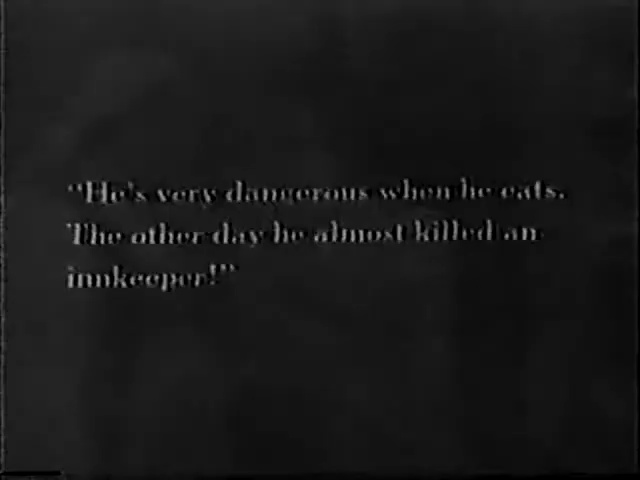 “He's very dangerous when he eats.
The other day he almost killed an
innkeeper!”